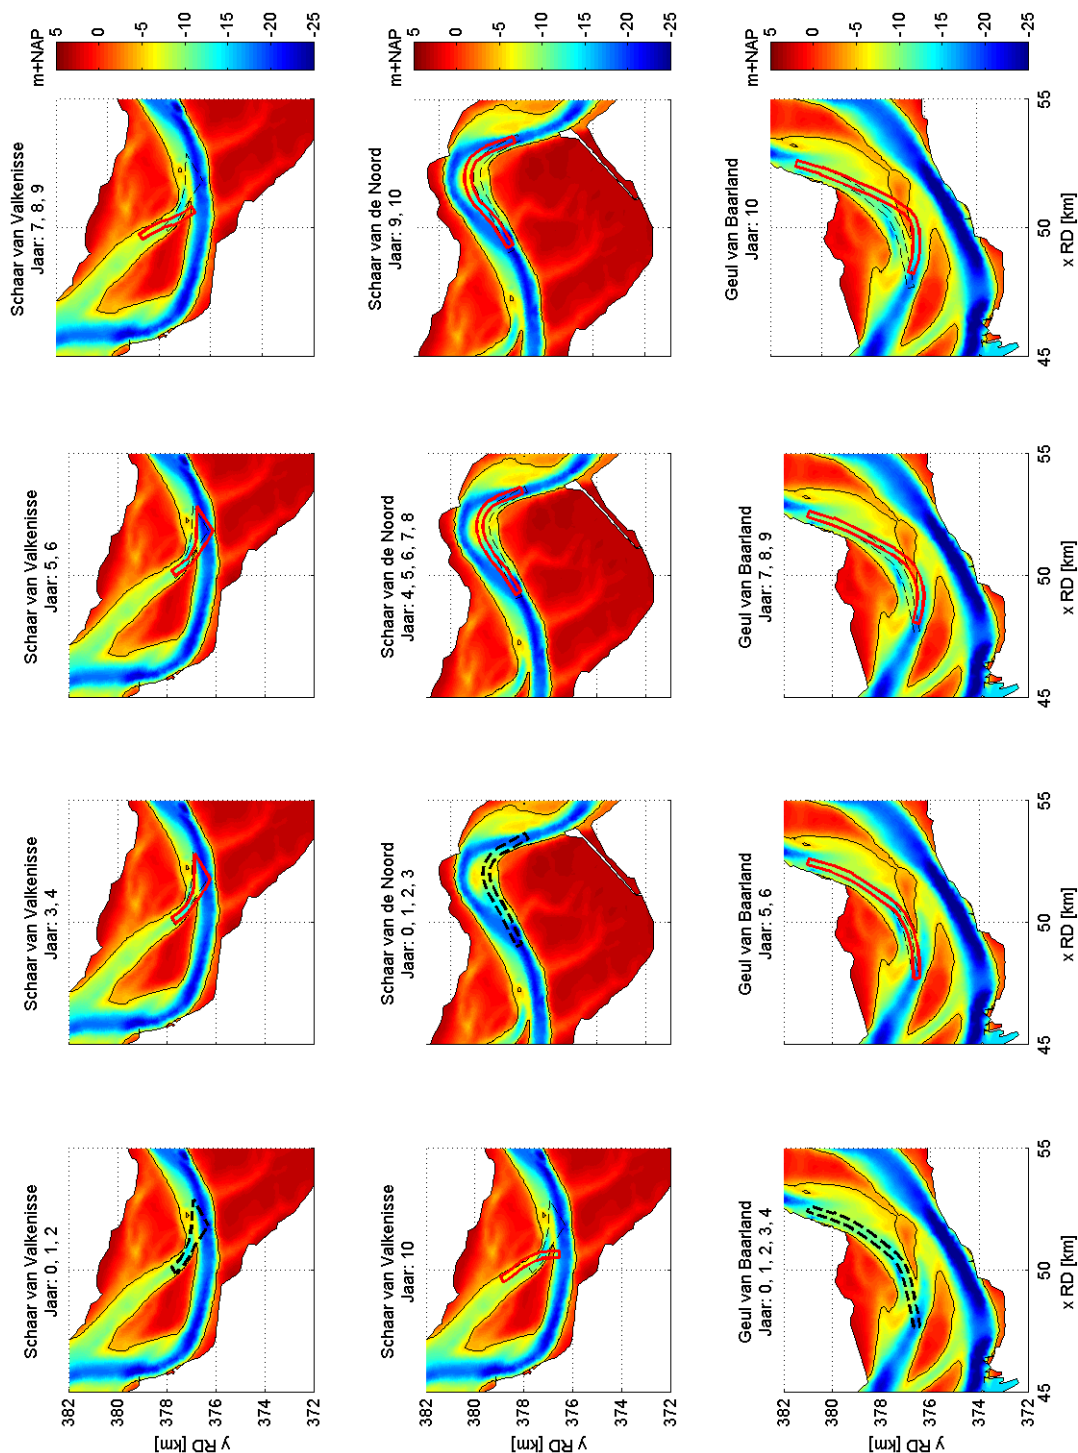 Schaar van Valkenisse
Jaar: 0, 1, 2
Schaar van Valkenisse
Jaar: 3, 4
Schaar van Valkenisse
Jaar: 5, 6
Schaar van Valkenisse
Jaar: 7, 8, 9
m+NAP
5
0
-5
-10
-15
-20
-25
382
380
378
376
374
372
y RD [km]
Schaar van Valkenisse
Jaar: 10
Schaar van de Noord
Jaar: 0, 1, 2, 3
Schaar van de Noord
Jaar: 4, 5, 6, 7, 8
Schaar van de Noord
Jaar: 9, 10
m+NAP
5
0
-5
-10
-15
-20
-25
382
380
378
376
374
372
y RD [km]
Geul van Baarland
Jaar: 0, 1, 2, 3, 4
Geul van Baarland
Jaar: 5, 6
Geul van Baarland
Jaar: 7, 8, 9
Geul van Baarland
Jaar: 10
m+NAP
5
0
-5
-10
-15
-20
-25
382
380
378
376
374
372
y RD [km]
45 50 55
x RD [km]
45 50 55
x RD [km]
45 50 55
x RD [km]
45 50 55
x RD [km]